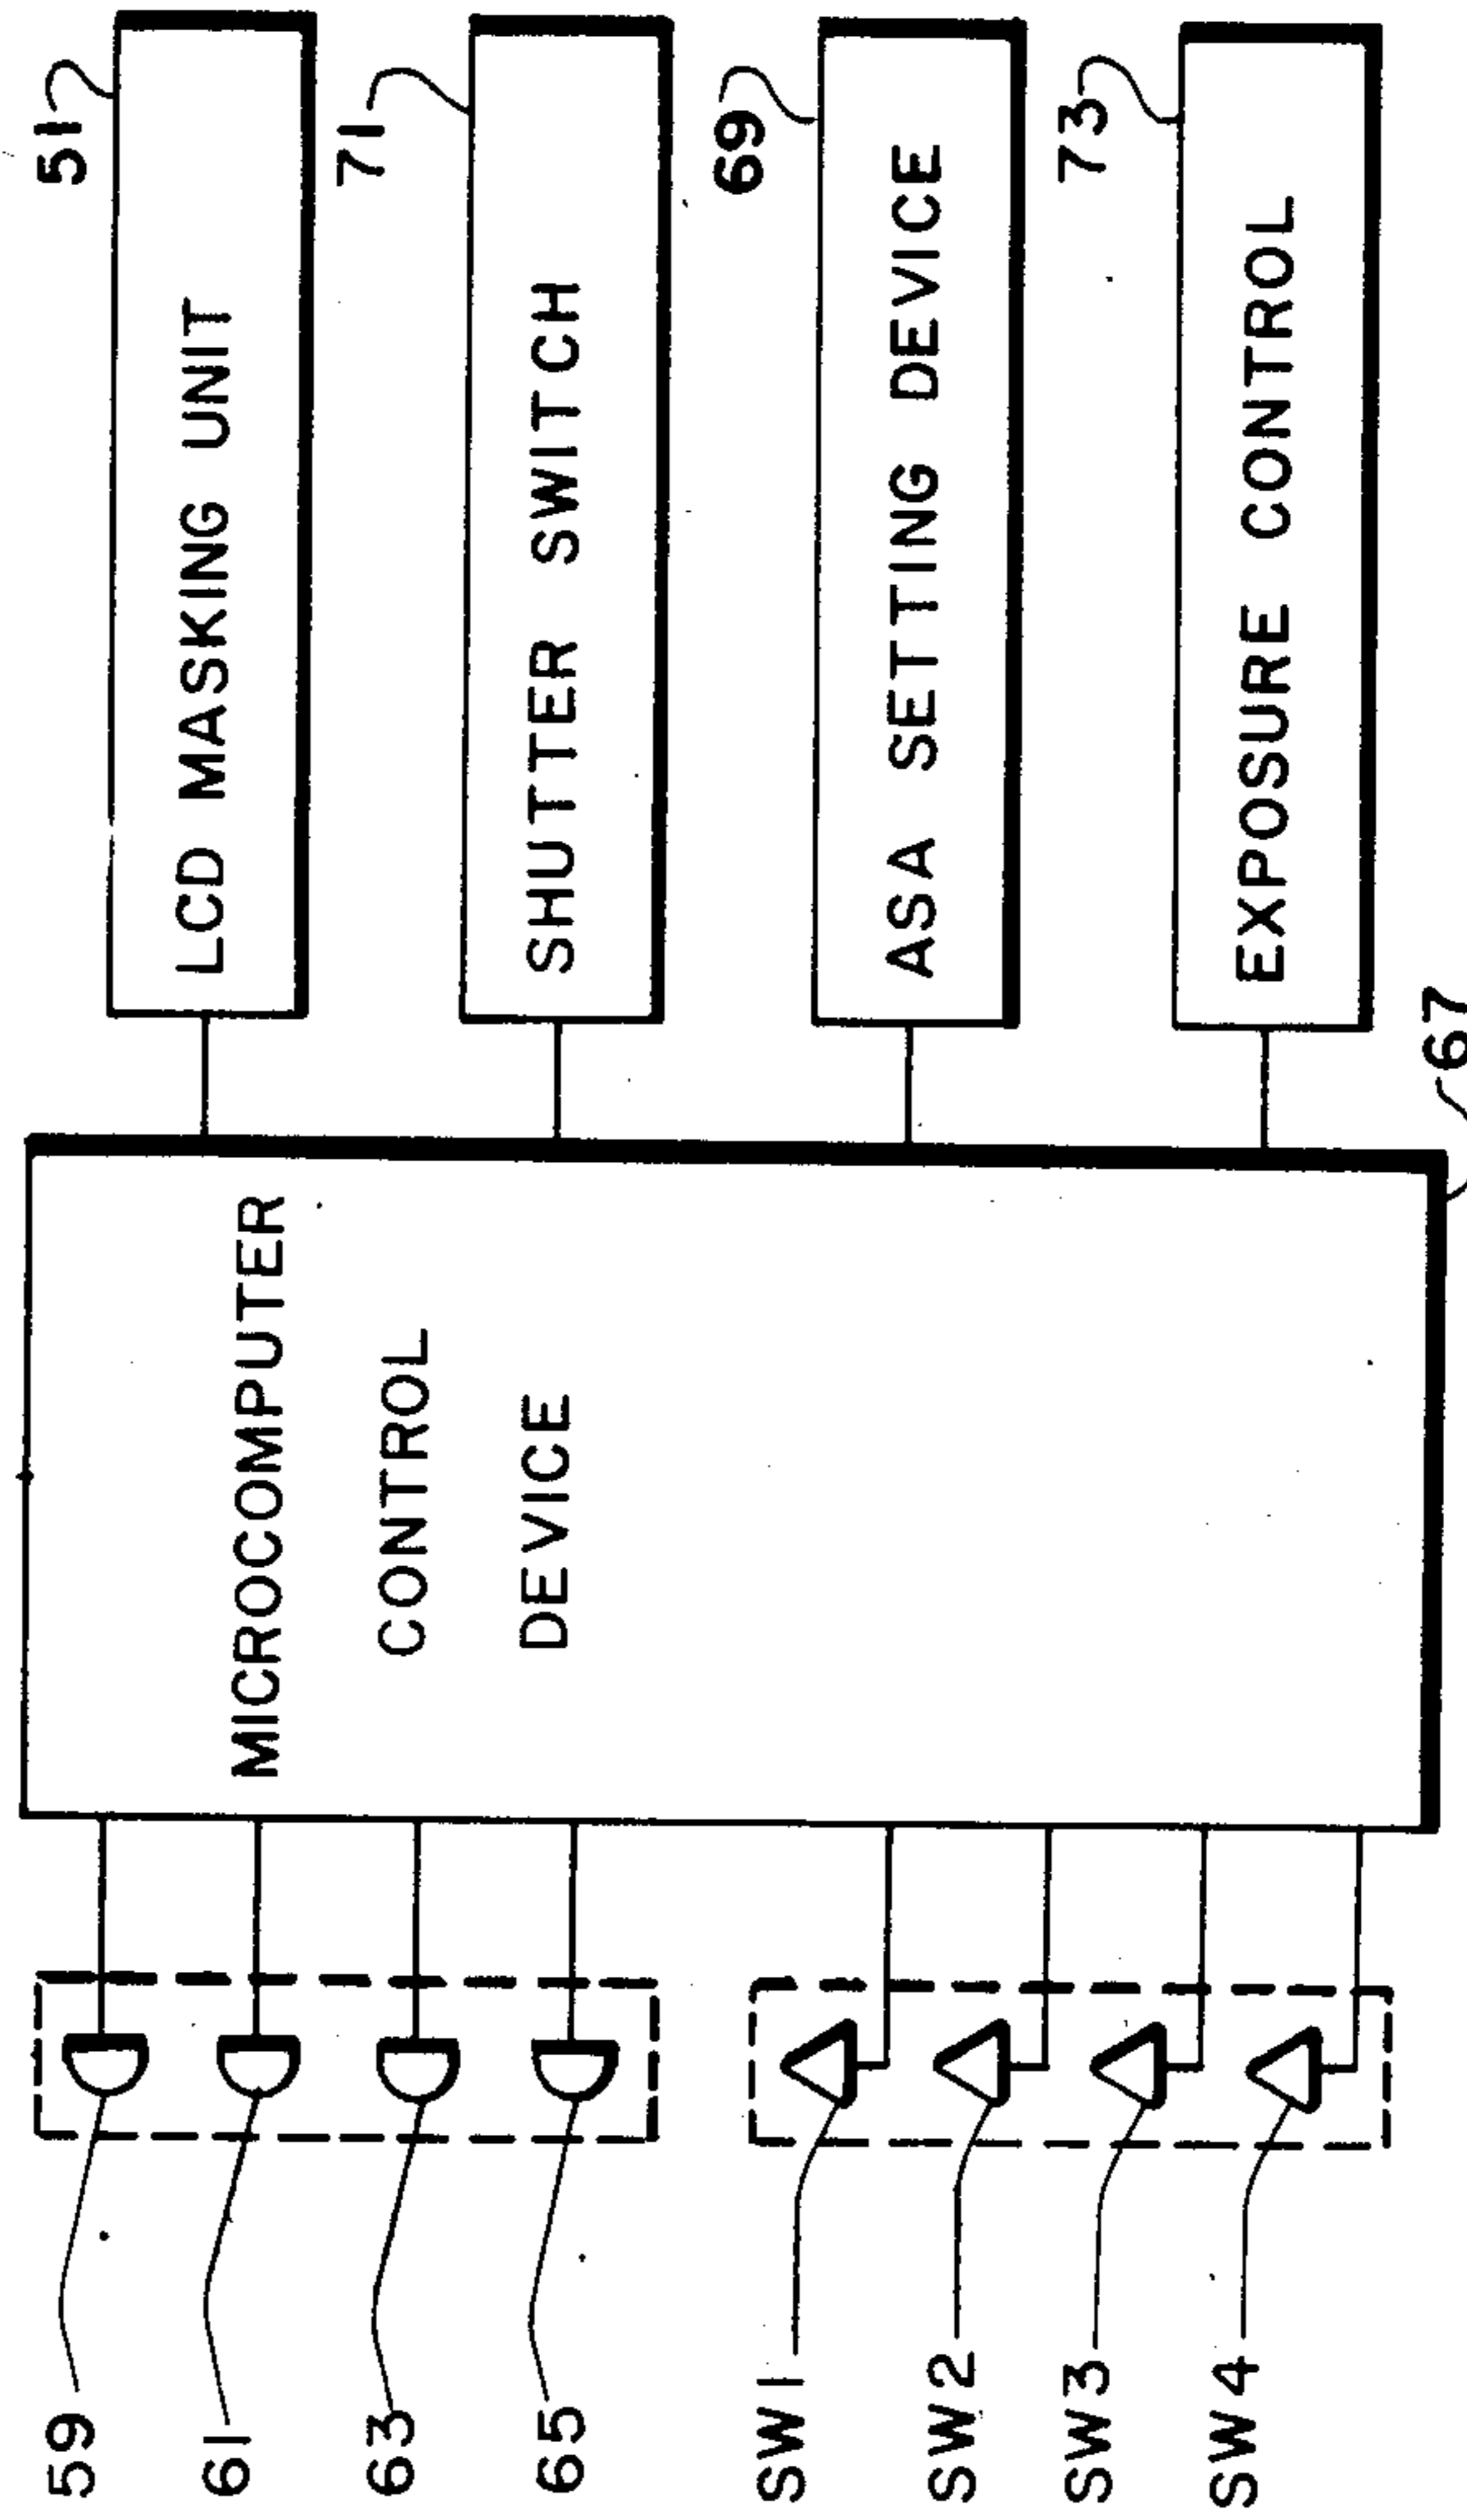 59
61
63
65
SW1
SW2
SW3
SW4
MICROCOMPUTER
CONTROL
DEVICE
67
LCD MASKING UNIT
51
SHUTTER SWITCH
71
ASA SETTING DEVICE
69
EXPOSURE CONTROL
73